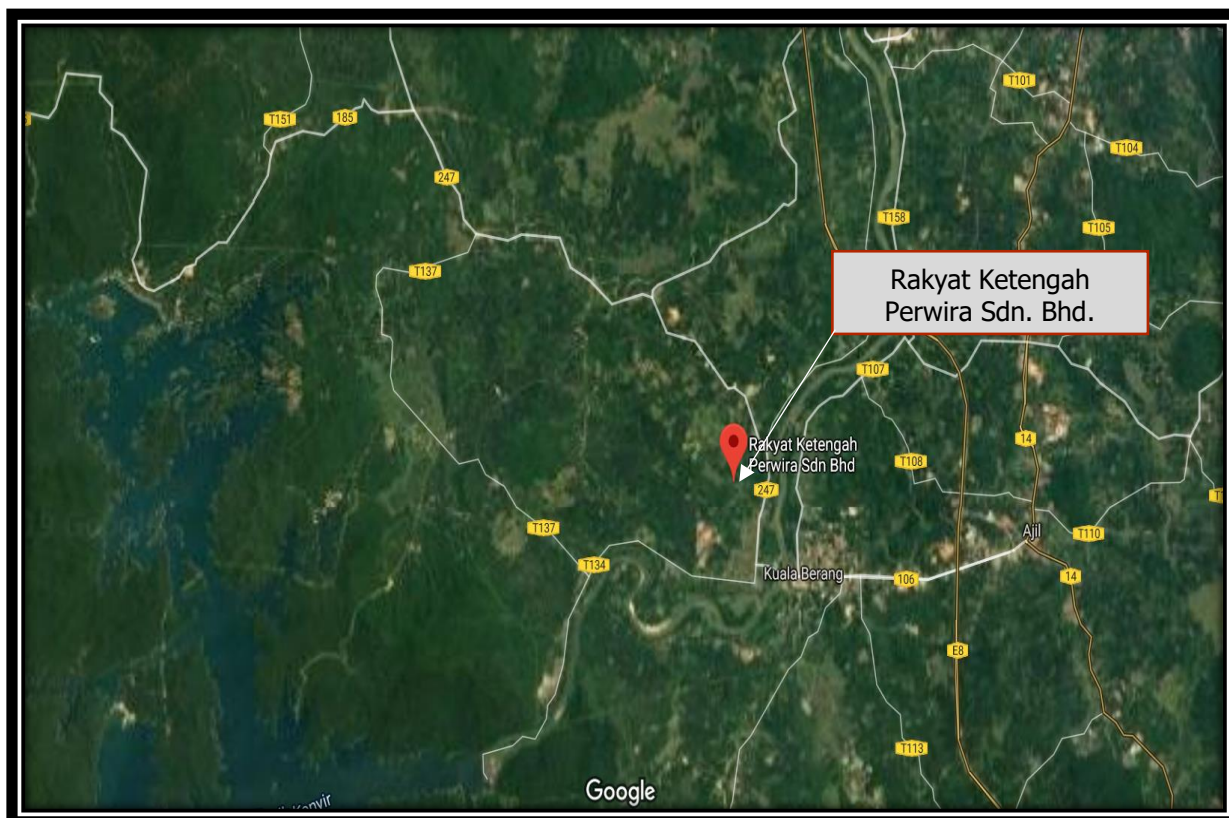 T101
T151
185
T104
247
T158
T105
T137
Rakyat Ketengah
Perwira Sdn. Bhd.
T107
14
Rakyat Ketengah
Perwira Sdn Bhd
T108
247
T137
Ajil
T110
T134
Kuala Berang
106
14
E8
T113
Google